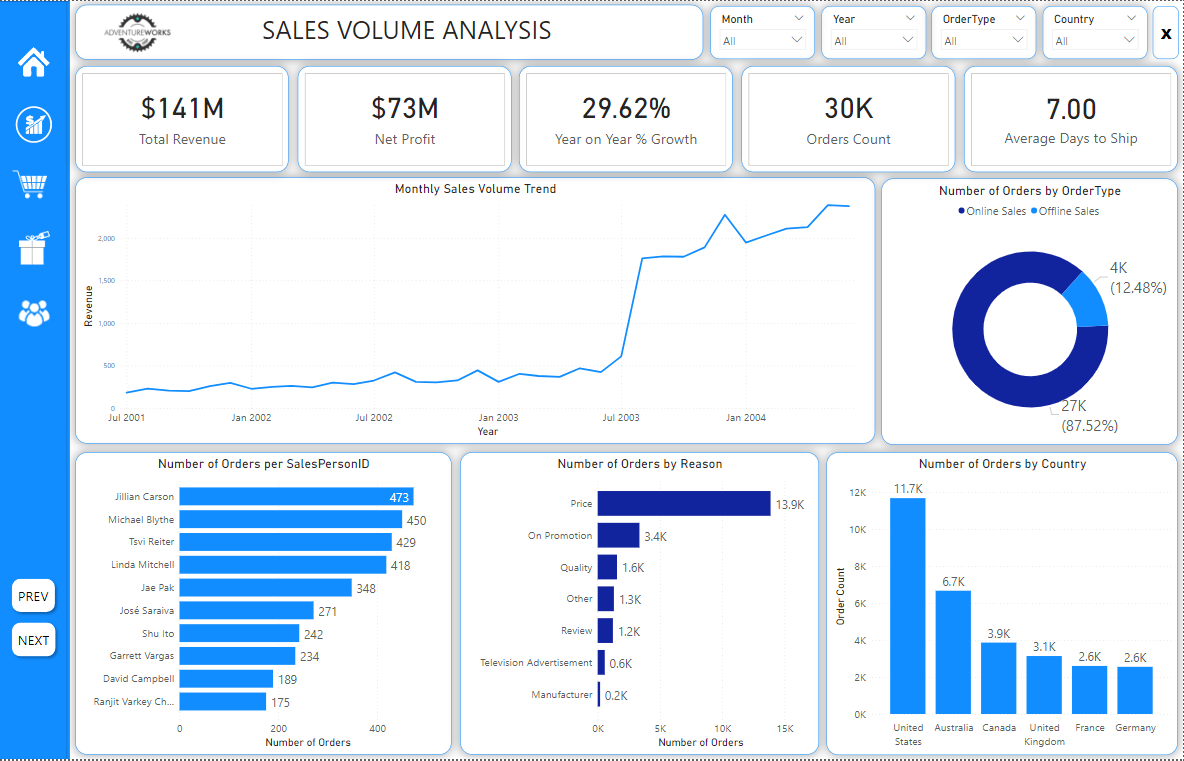 ADVENTUREWORKS
SALES VOLUME ANALYSIS
Month
All
Year
All
OrderType
All
Country
All
x
$141M
Total Revenue
$73M
Net Profit
29.62%
Year on Year % Growth
30K
Orders Count
7.00
Average Days to Ship
Monthly Sales Volume Trend
Revenue
2,000
1,500
1,000
500
0
Jul 2001
Jan 2002
Jul 2002
Jan 2003
Jul 2003
Jan 2004
Year
Number of Orders by OrderType
Online Sales
Offline Sales
4K
(12.48%)
27K
(87.52%)
Number of Orders per SalesPersonID
Jillian Carson 473
Michael Blythe 450
Tsvi Reiter 429
Linda Mitchell 418
Jae Pak 348
José Saraiva 271
Shu Ito 242
Garrett Vargas 234
David Campbell 189
Ranjit Varkey Ch... 175
0 200 400
Number of Orders
Number of Orders by Reason
Price 13.9K
On Promotion 3.4K
Quality 1.6K
Other 1.3K
Review 1.2K
Television Advertisement 0.6K
Manufacturer 0.2K
0K 5K 10K 15K
Number of Orders
Number of Orders by Country
Order Count
12K
10K
8K
6K
4K
2K
0K
11.7K
6.7K
3.9K
3.1K
2.6K
2.6K
United States
Australia
Canada
United Kingdom
France
Germany
PREV
NEXT